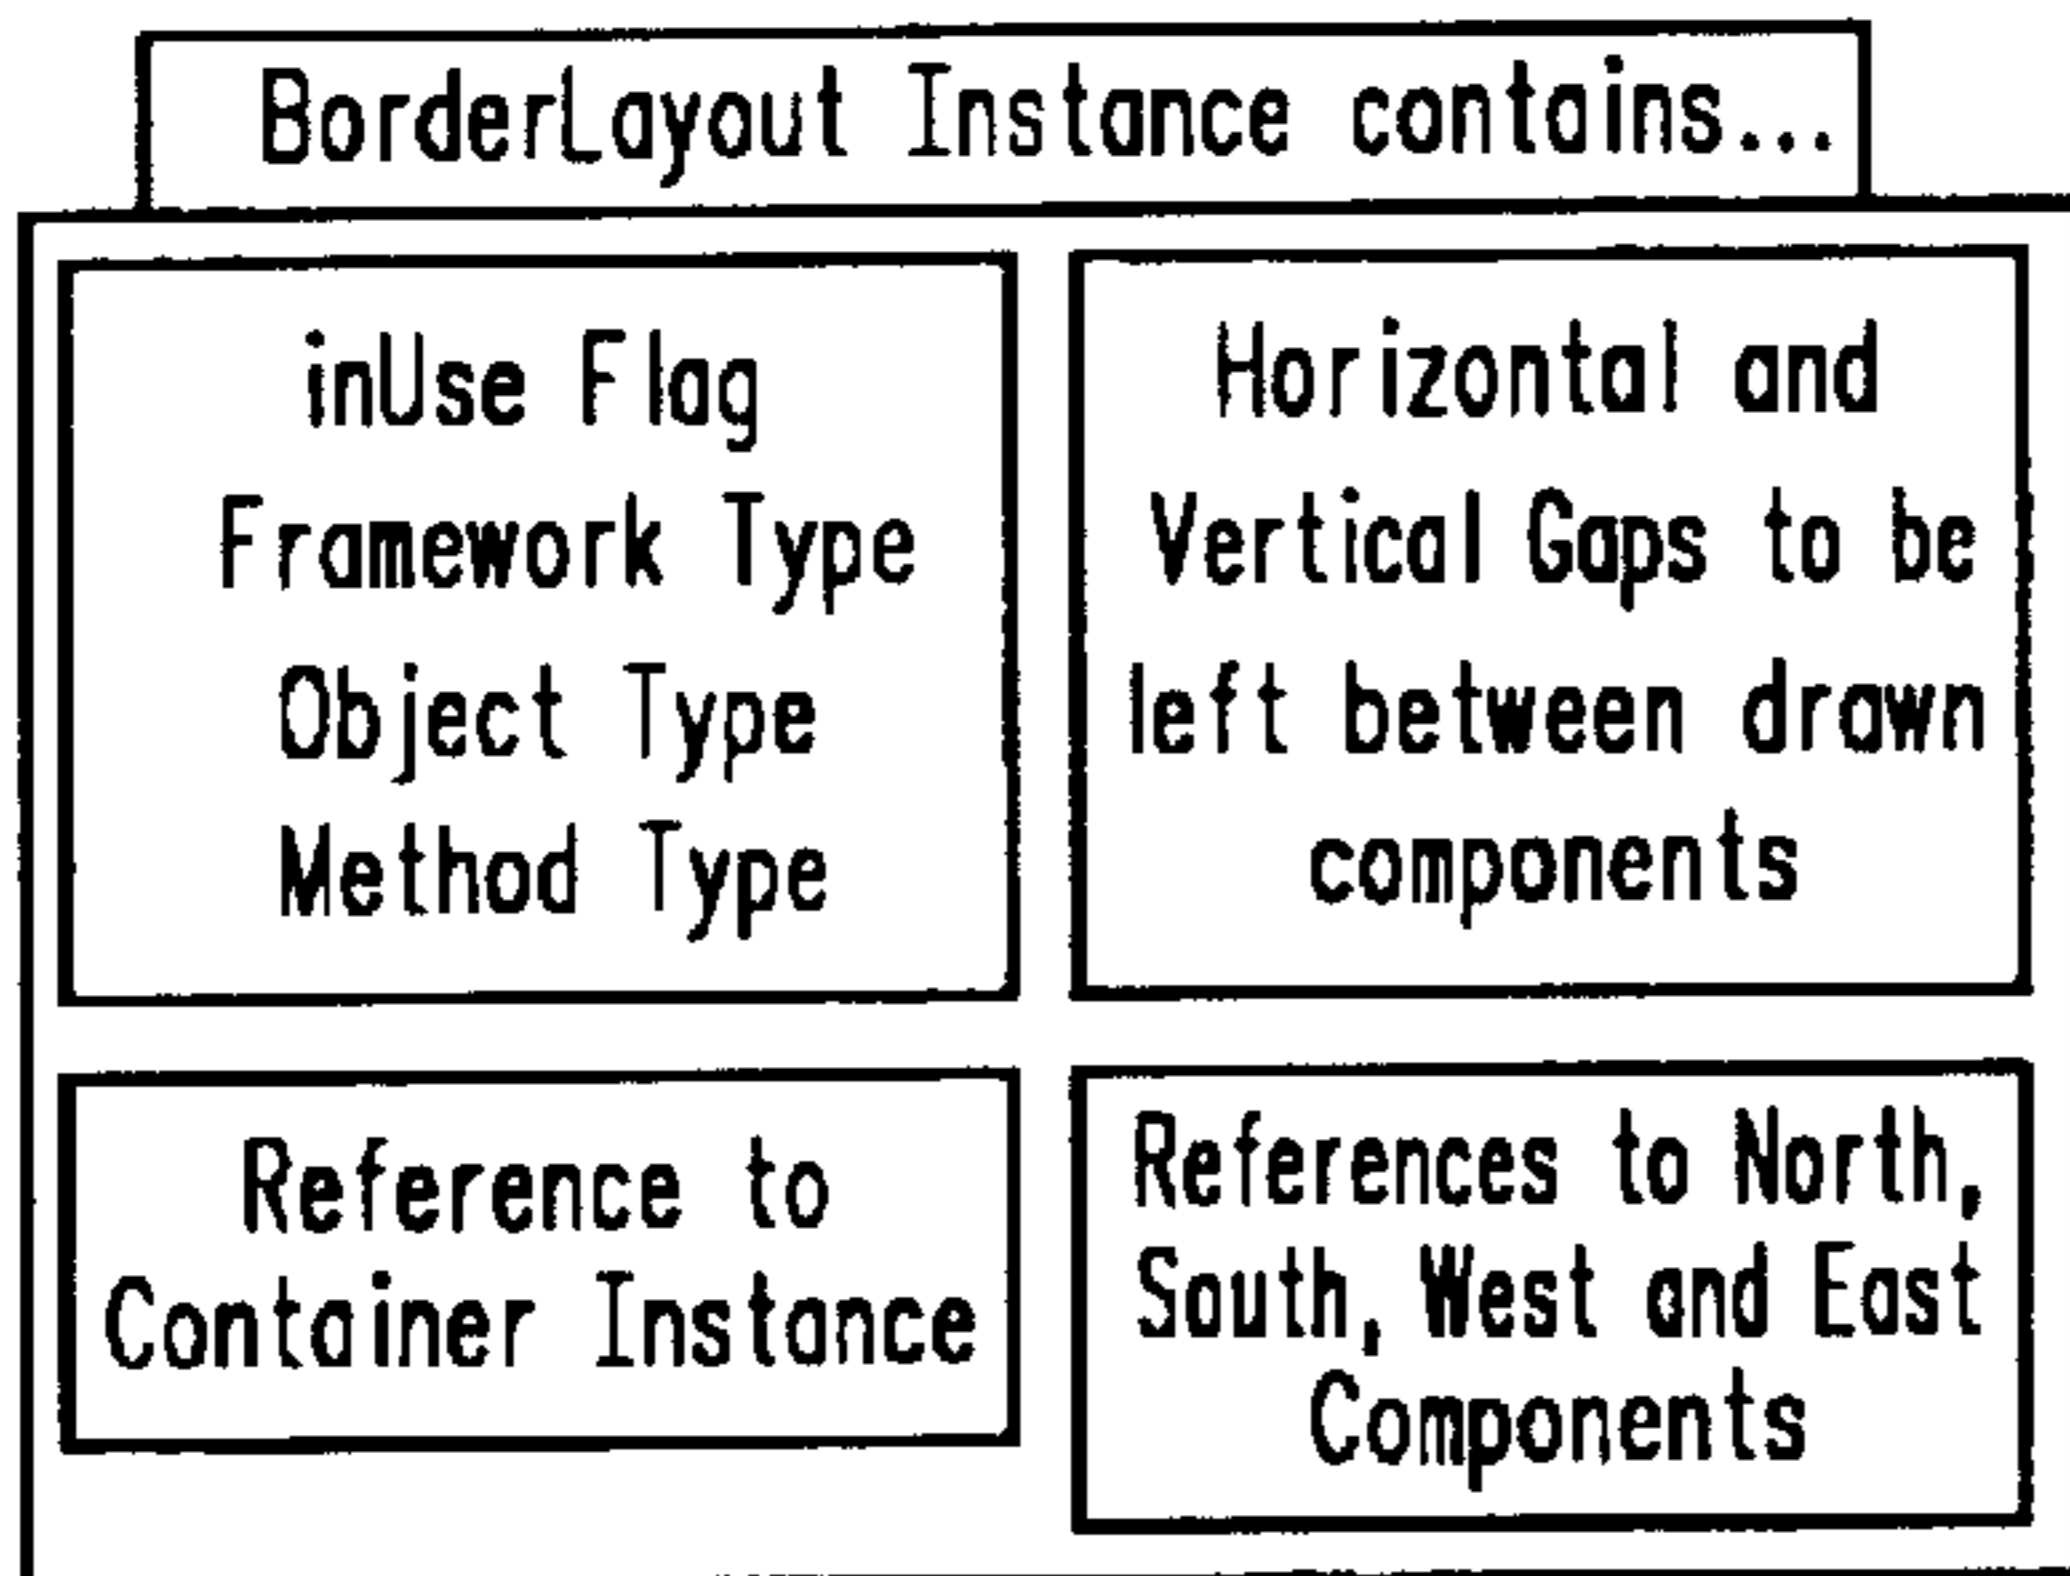 BorderLayout Instance contains...
inUse Flag
Framework Type
Object Type
Method Type
Horizontal and
Vertical Gaps to be
left between drawn
components
Reference to
Container Instance
References to North,
South, West and East
Components